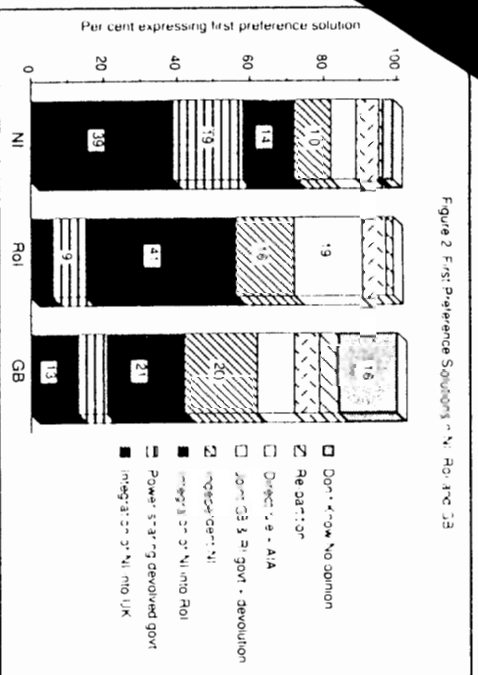 Figure 2 First Preference Solutions in NI RoI and GB
Per cent expressing first preference solution
100
80
60
40
20
0
10
14
19
39
NI
19
16
41
9
RoI
16
20
21
13
GB
Don't Know No opinion
Repartition
Direct rule - AIA
Joint GB & RI govt + devolution
Independent NI
Integration of NI into RoI
Power sharing devolved govt
Integration of NI into UK